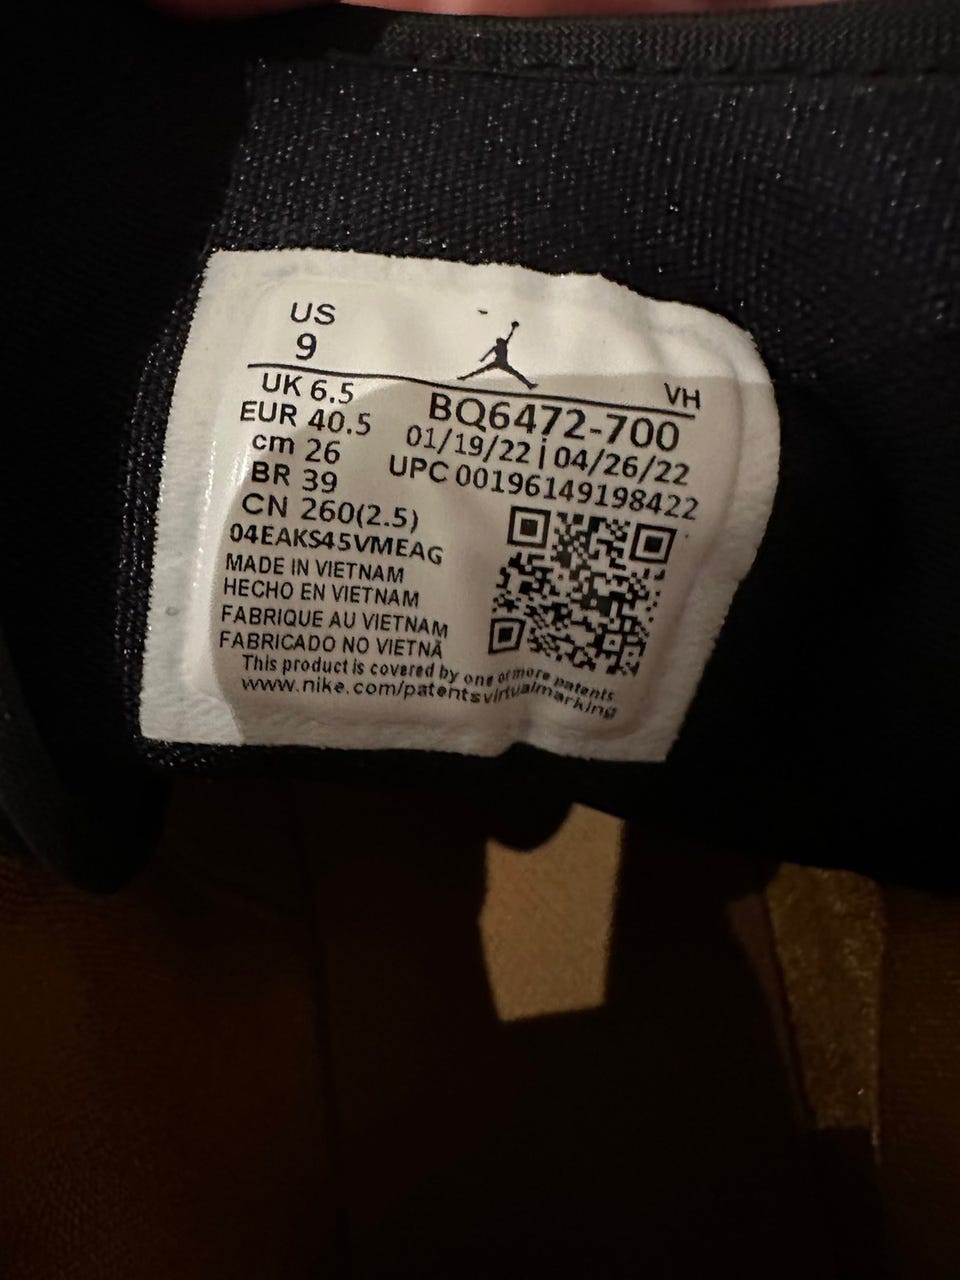 US
9
VH
UK 6.5
EUR 40.5
cm 26
BR 39
CN 260(2.5)
BQ6472-700
01/19/22 | 04/26/22
UPC 00196149198422
04EAKS45VMEAG
MADE IN VIETNAM
HECHO EN VIETNAM
FABRIQUE AU VIETNAM
FABRICADO NO VIETNÃ
This product is covered by one or more patents
www.nike.com/patentsvirtualmarking